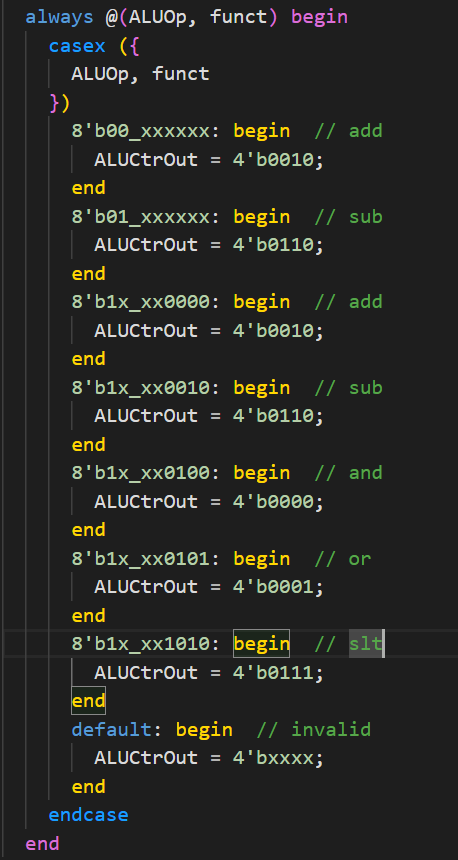 always @(ALUOp, funct) begin
  casex ({
    ALUOp, funct
  })
    8'b00_xxxxxx: begin  // add
      ALUCtrOut = 4'b0010;
    end
    8'b01_xxxxxx: begin  // sub
      ALUCtrOut = 4'b0110;
    end
    8'b1x_xx0000: begin  // add
      ALUCtrOut = 4'b0010;
    end
    8'b1x_xx0010: begin  // sub
      ALUCtrOut = 4'b0110;
    end
    8'b1x_xx0100: begin  // and
      ALUCtrOut = 4'b0000;
    end
    8'b1x_xx0101: begin  // or
      ALUCtrOut = 4'b0001;
    end
    8'b1x_xx1010: begin  // slt
      ALUCtrOut = 4'b0111;
    end
    default: begin  // invalid
      ALUCtrOut = 4'bxxxx;
    end
  endcase
end